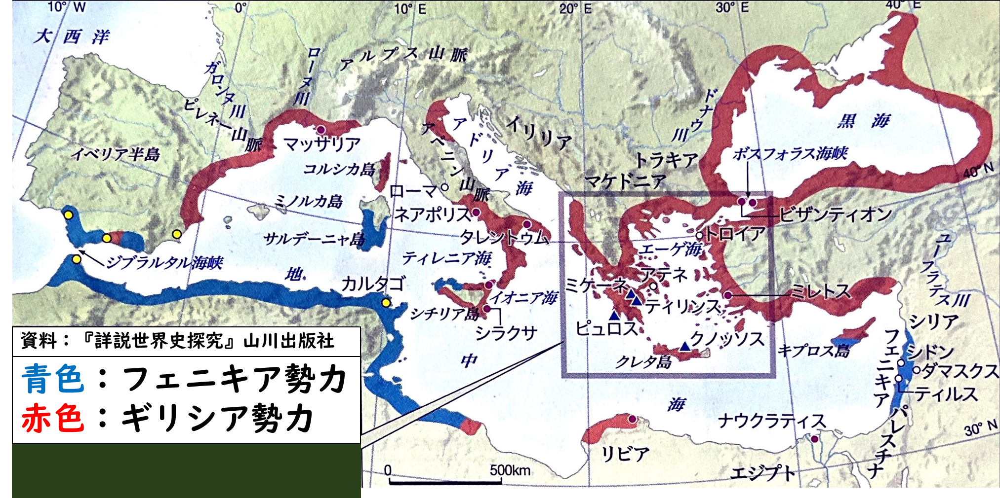 10° W
0°
10° E
20° E
30° E
40° E
大西洋
ガロンヌ川
ローヌ川
アルプス山脈
ピレネー山脈
イベリア半島
マッサリア
コルシカ島
ミノルカ島
サルデーニャ島
ローマ
ネアポリス
タレントゥム
アペニン山脈
アドリア海
イリリア
ドナウ川
黒海
ボスフォラス海峡
トラキア
マケドニア
40° N
ビザンティオン
トロイア
エーゲ海
ティレニア海
ジブラルタル海峡
地
カルタゴ
シチリア島
イオニア海
シラクサ
アテネ
ミケーネ
ティリンス
ピュロス
ミレトス
クノッソス
クレタ島
キプロス島
ユーフラテス川
シリア
フェニキア
シドン
ダマスクス
ティルス
パレスチナ
中
海
ナウクラティス
リビア
エジプト
30° N
0
500km
資料：『詳説世界史探究』山川出版社
青色：フェニキア勢力
赤色：ギリシア勢力